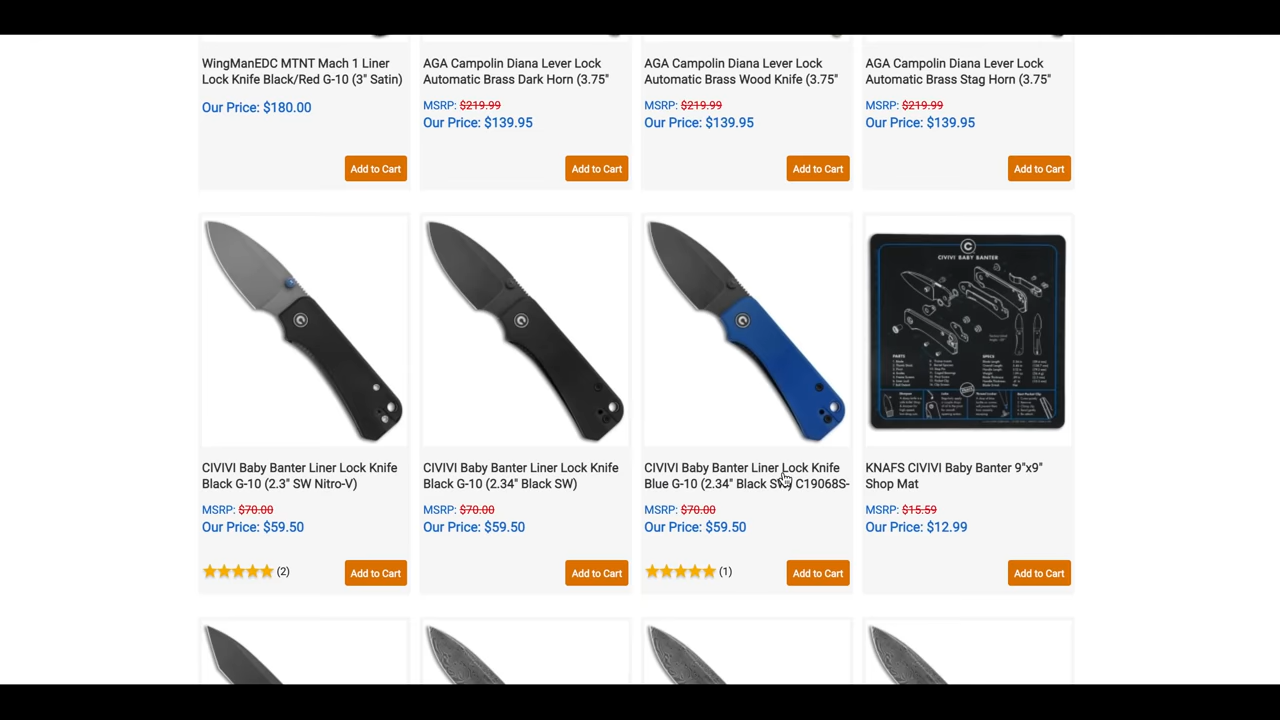 WingManEDC MTNT Mach 1 Liner
Lock Knife Black/Red G-10 (3" Satin)
Our Price: $180.00
Add to Cart
AGA Campolin Diana Lever Lock
Automatic Brass Dark Horn (3.75"
MSRP: $219.99
Our Price: $139.95
Add to Cart
AGA Campolin Diana Lever Lock
Automatic Brass Wood Knife (3.75"
MSRP: $219.99
Our Price: $139.95
Add to Cart
AGA Campolin Diana Lever Lock
Automatic Brass Stag Horn (3.75"
MSRP: $219.99
Our Price: $139.95
Add to Cart
CIVIVI Baby Banter Liner Lock Knife
Black G-10 (2.3" SW Nitro-V)
MSRP: $70.00
Our Price: $59.50
(2)
Add to Cart
CIVIVI Baby Banter Liner Lock Knife
Black G-10 (2.34" Black SW)
MSRP: $70.00
Our Price: $59.50
Add to Cart
CIVIVI Baby Banter Liner Lock Knife
Blue G-10 (2.34" Black SW) C19068S-
MSRP: $70.00
Our Price: $59.50
(1)
Add to Cart
C
CIVIVI BABY BANTER
PARTS
SPECS
KNAFS CIVIVI Baby Banter 9"x9"
Shop Mat
MSRP: $15.59
Our Price: $12.99
Add to Cart